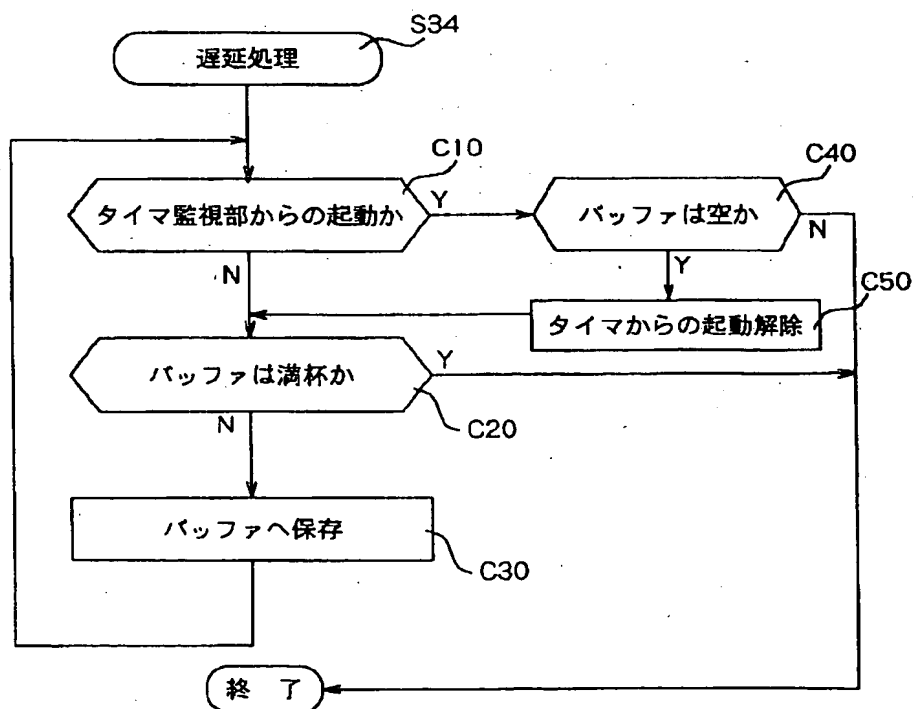 S34
遅延処理
C10
タイマ監視部からの起動か
Y
N
C40
バッファは空か
N
Y
C50
タイマからの起動解除
バッファは満杯か
Y
N
C20
バッファへ保存
C30
終 了